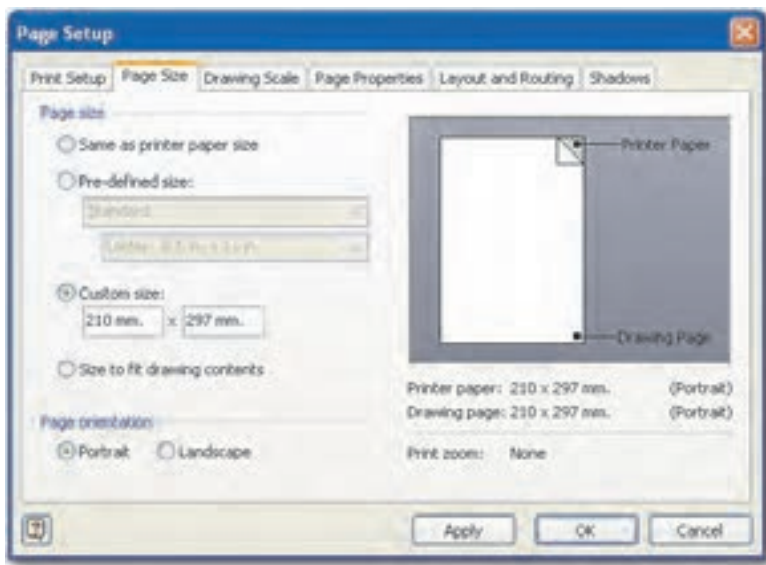 Page Setup
Print Setup Page Size Drawing Scale Page Properties Layout and Routing Shadows
Page size
Same as printer paper size
Pre-defined size:
Standard
Custom size:
210 mm. x 297 mm.
Size to fit drawing contents
Page orientation
Portrait Landscape
Printer Paper
Drawing Page
Printer paper: 210 x 297 mm. (Portrait)
Drawing page: 210 x 297 mm. (Portrait)
Print zoom: None
Apply OK Cancel